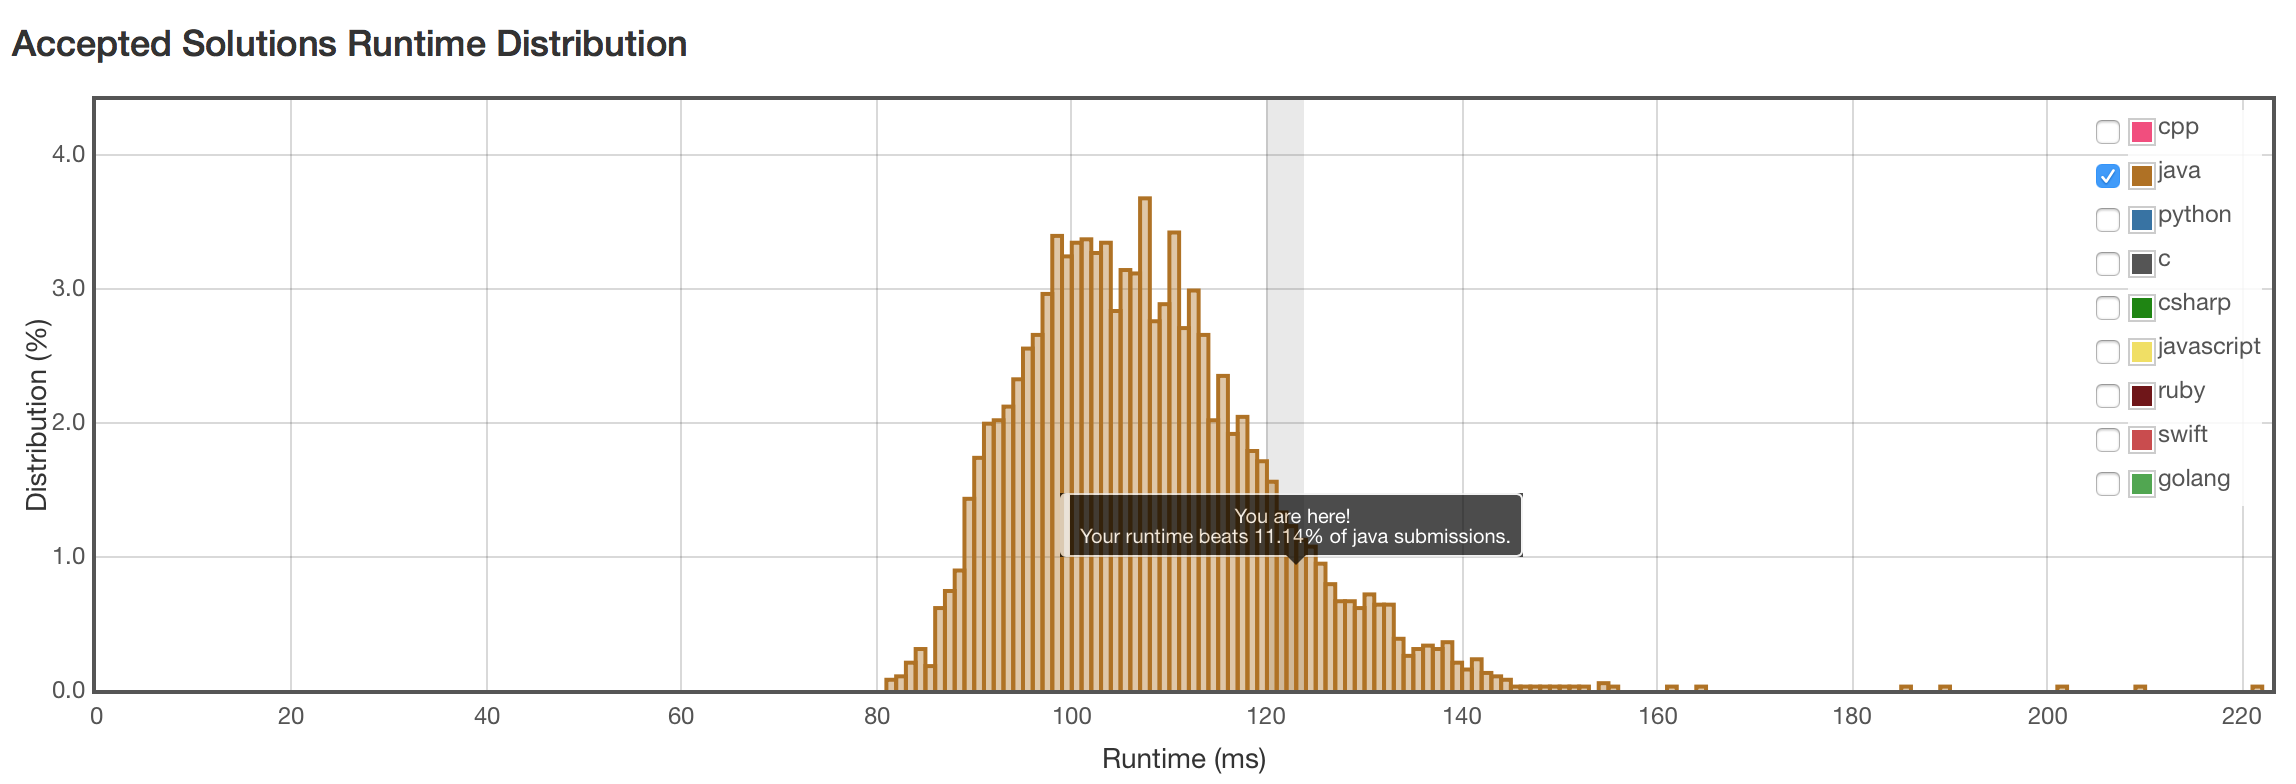 Accepted Solutions Runtime Distribution
cpp
java
python
c
csharp
javascript
ruby
swift
golang
Distribution (%)
4.0
3.0
2.0
1.0
0.0
You are here!
Your runtime beats 11.14% of java submissions.
0 20 40 60 80 100 120 140 160 180 200 220
Runtime (ms)